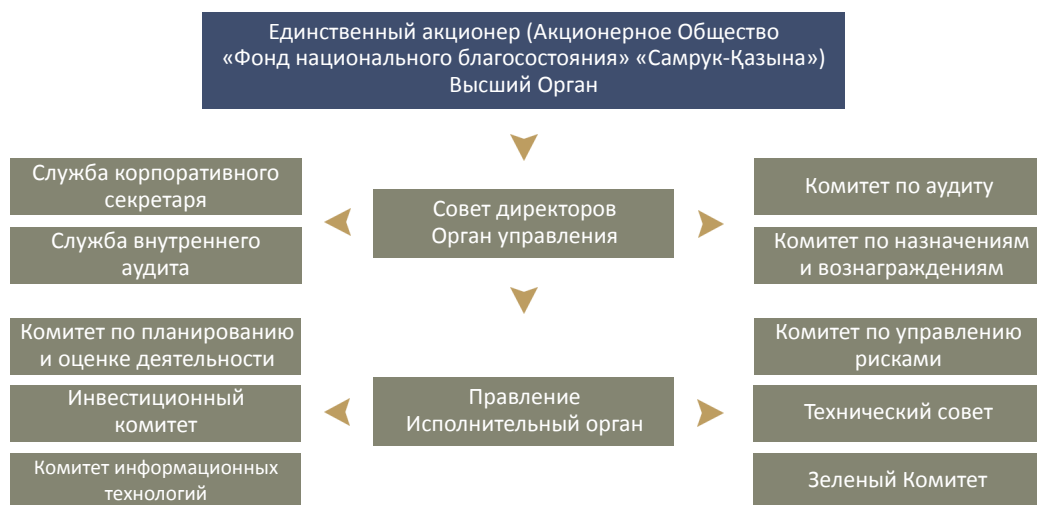 Единственный акционер (Акционерное Общество
«Фонд национального благосостояния» «Самрук-Қазына»)
Высший Орган
Служба корпоративного
секретаря
Служба внутреннего
аудита
Совет директоров
Орган управления
Комитет по аудиту
Комитет по назначениям
и вознаграждениям
Комитет по планированию
и оценке деятельности
Инвестиционный
комитет
Комитет информационных
технологий
Правление
Исполнительный орган
Комитет по управлению
рисками
Технический совет
Зеленый Комитет